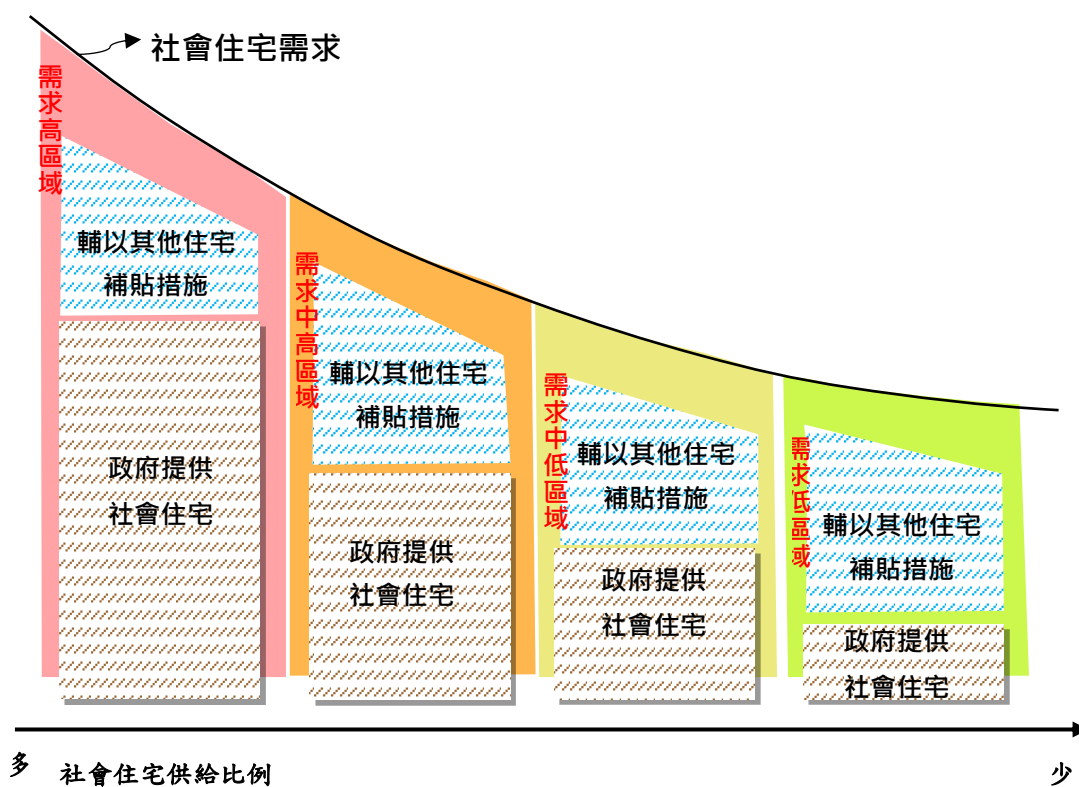 社會住宅需求
需求高區域
輔以其他住宅
補貼措施
政府提供
社會住宅
需求中高區域
輔以其他住宅
補貼措施
政府提供
社會住宅
需求中低區域
輔以其他住宅
補貼措施
政府提供
社會住宅
需求低區域
輔以其他住宅
補貼措施
政府提供
社會住宅
多
社會住宅供給比例
少